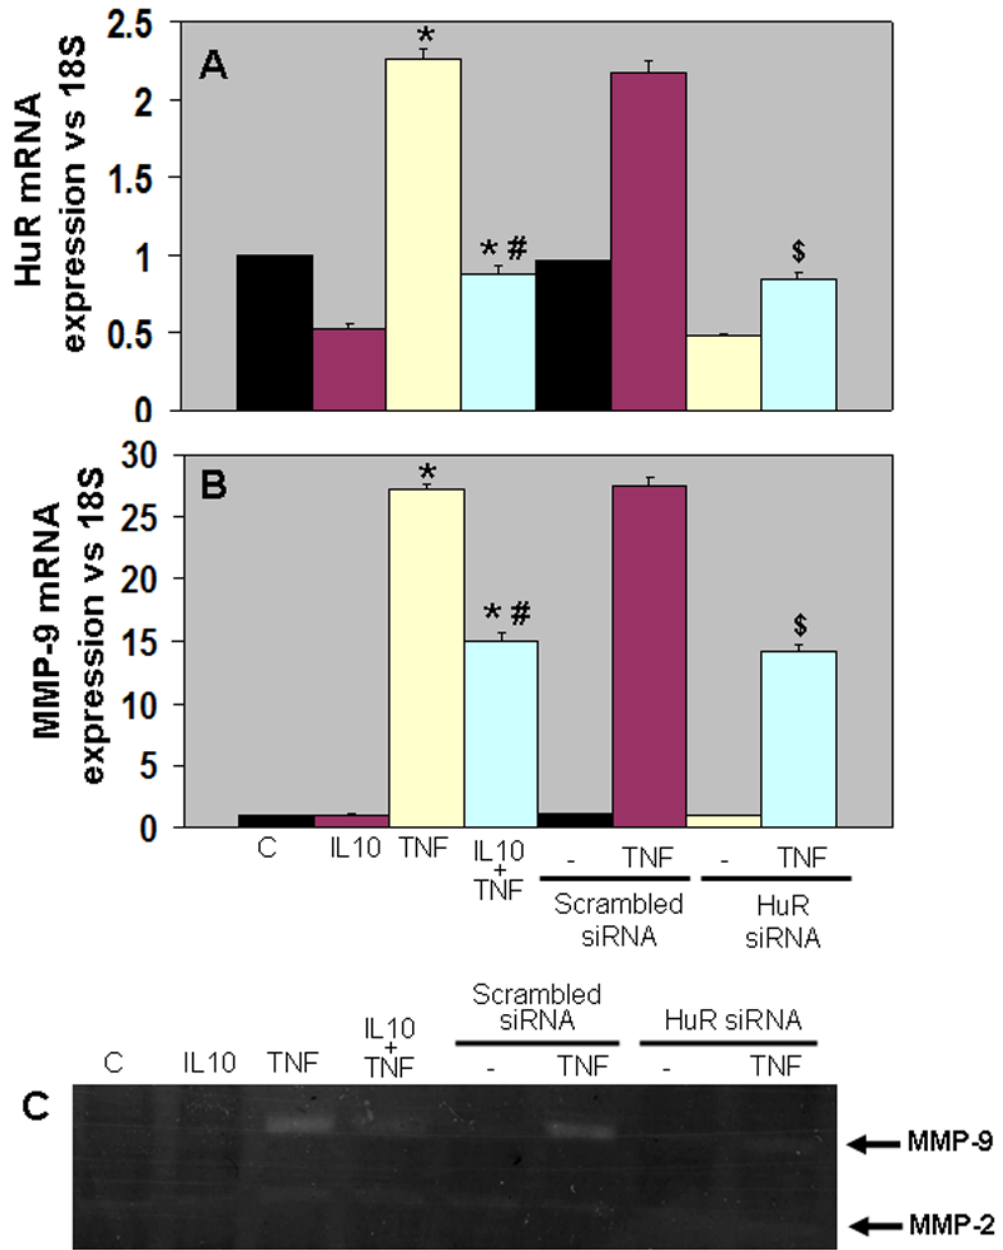 HuR mRNA
expression vs 18S
2.5
2
1.5
1
0.5
0
A
*
* #
$
MMP-9 mRNA
expression vs 18S
30
25
20
15
10
5
0
B
*
* #
$
C IL10 TNF IL10
+
TNF
- TNF - TNF
Scrambled
siRNA
HuR
siRNA
Scrambled
siRNA
HuR siRNA
C IL10 TNF IL10
+
TNF
- TNF - TNF
C
MMP-9
MMP-2